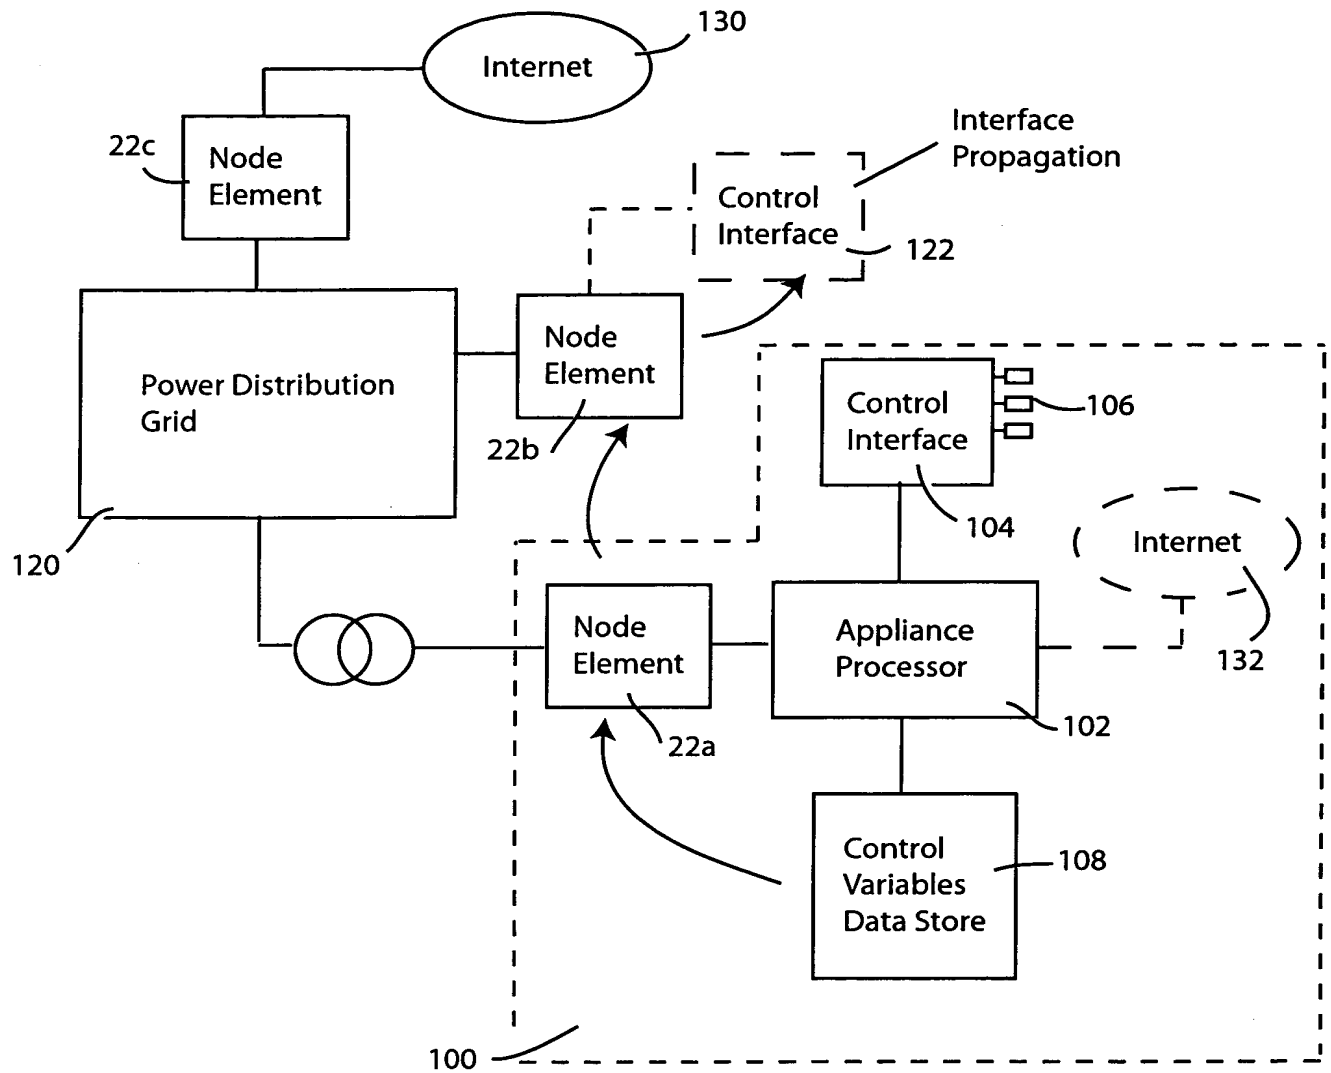 130
Internet
22c
Node
Element
Interface
Propagation
Control
Interface
122
Node
Element
22b
Power Distribution
Grid
120
Control
Interface
106
104
Internet
132
Node
Element
22a
Appliance
Processor
102
Control
Variables
Data Store
108
100